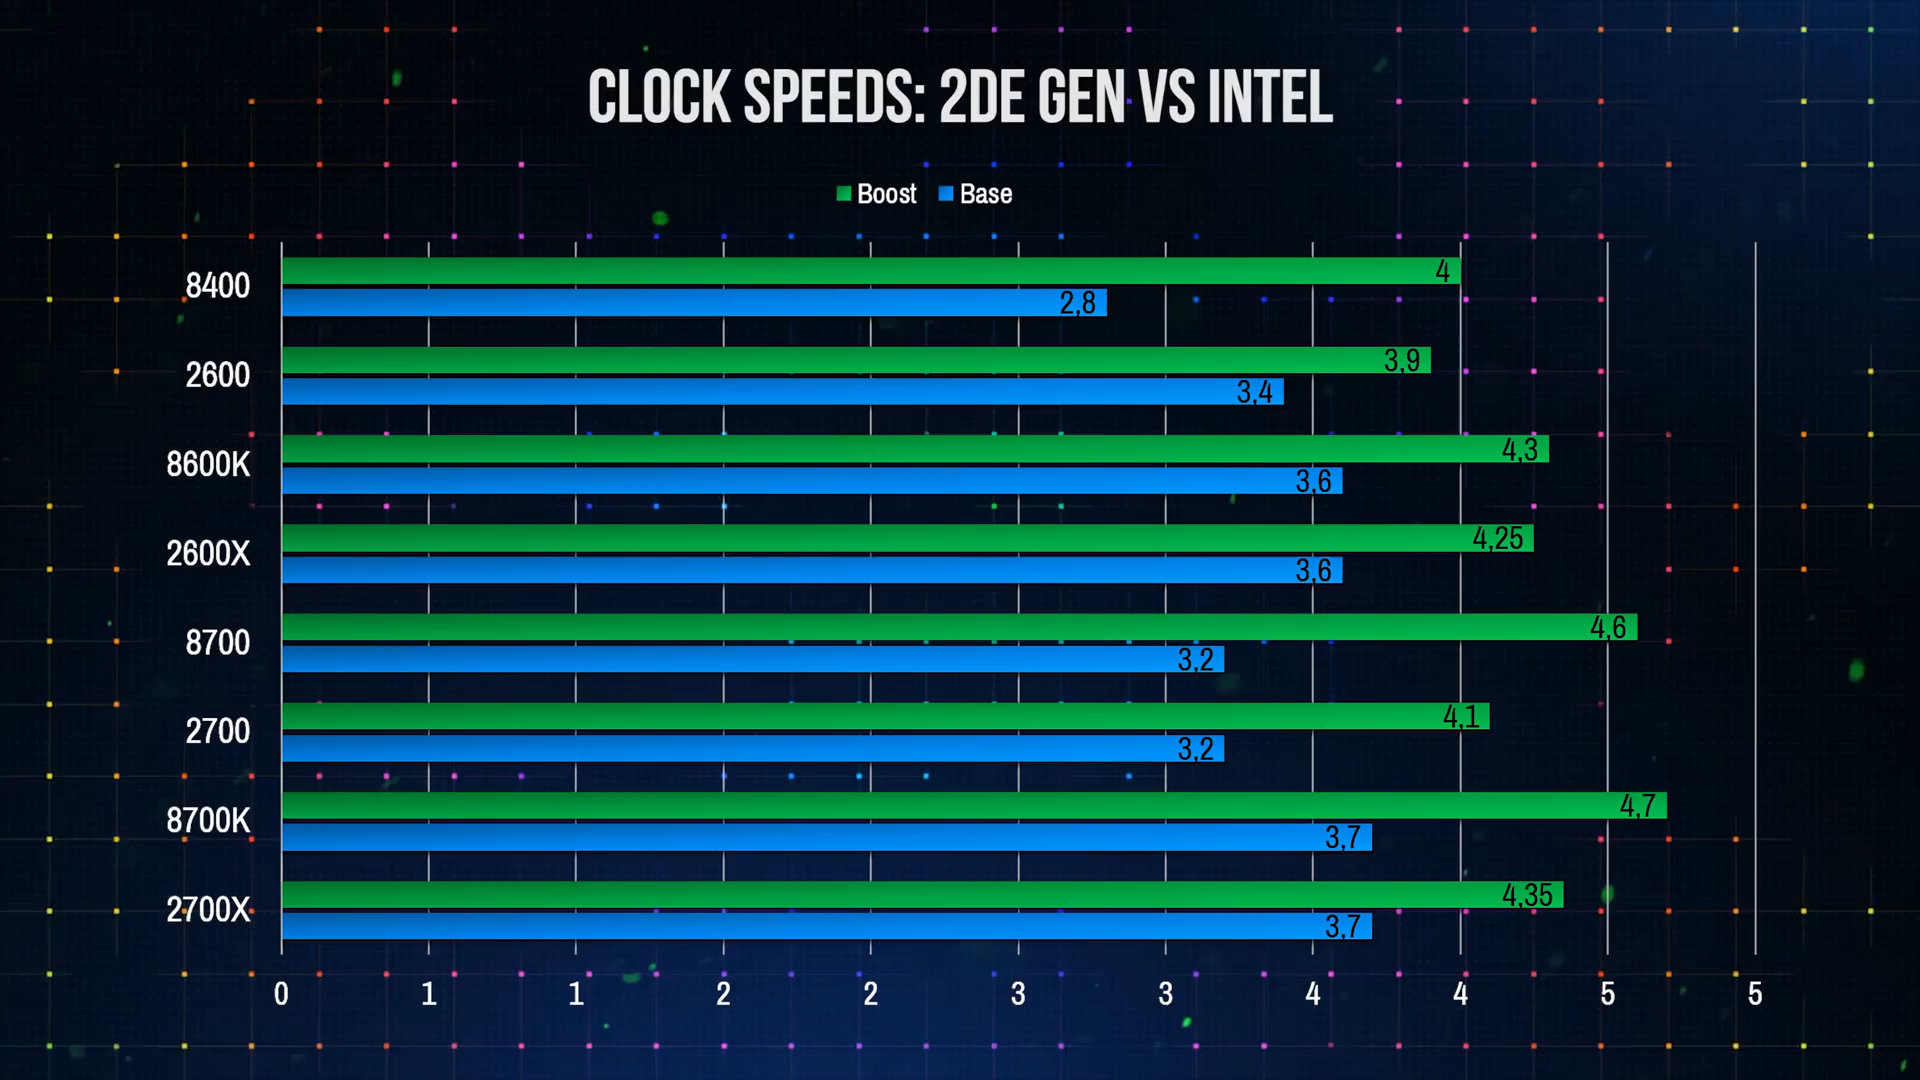 CLOCK SPEEDS: 2DE GEN VS INTEL
Boost Base
8400 4
2,8
2600 3,9
3,4
8600K 4,3
3,6
2600X 4,25
3,6
8700 4,6
3,2
2700 4,1
3,2
8700K 4,7
3,7
2700X 4,35
3,7
0 1 1 2 2 3 3 4 4 5 5